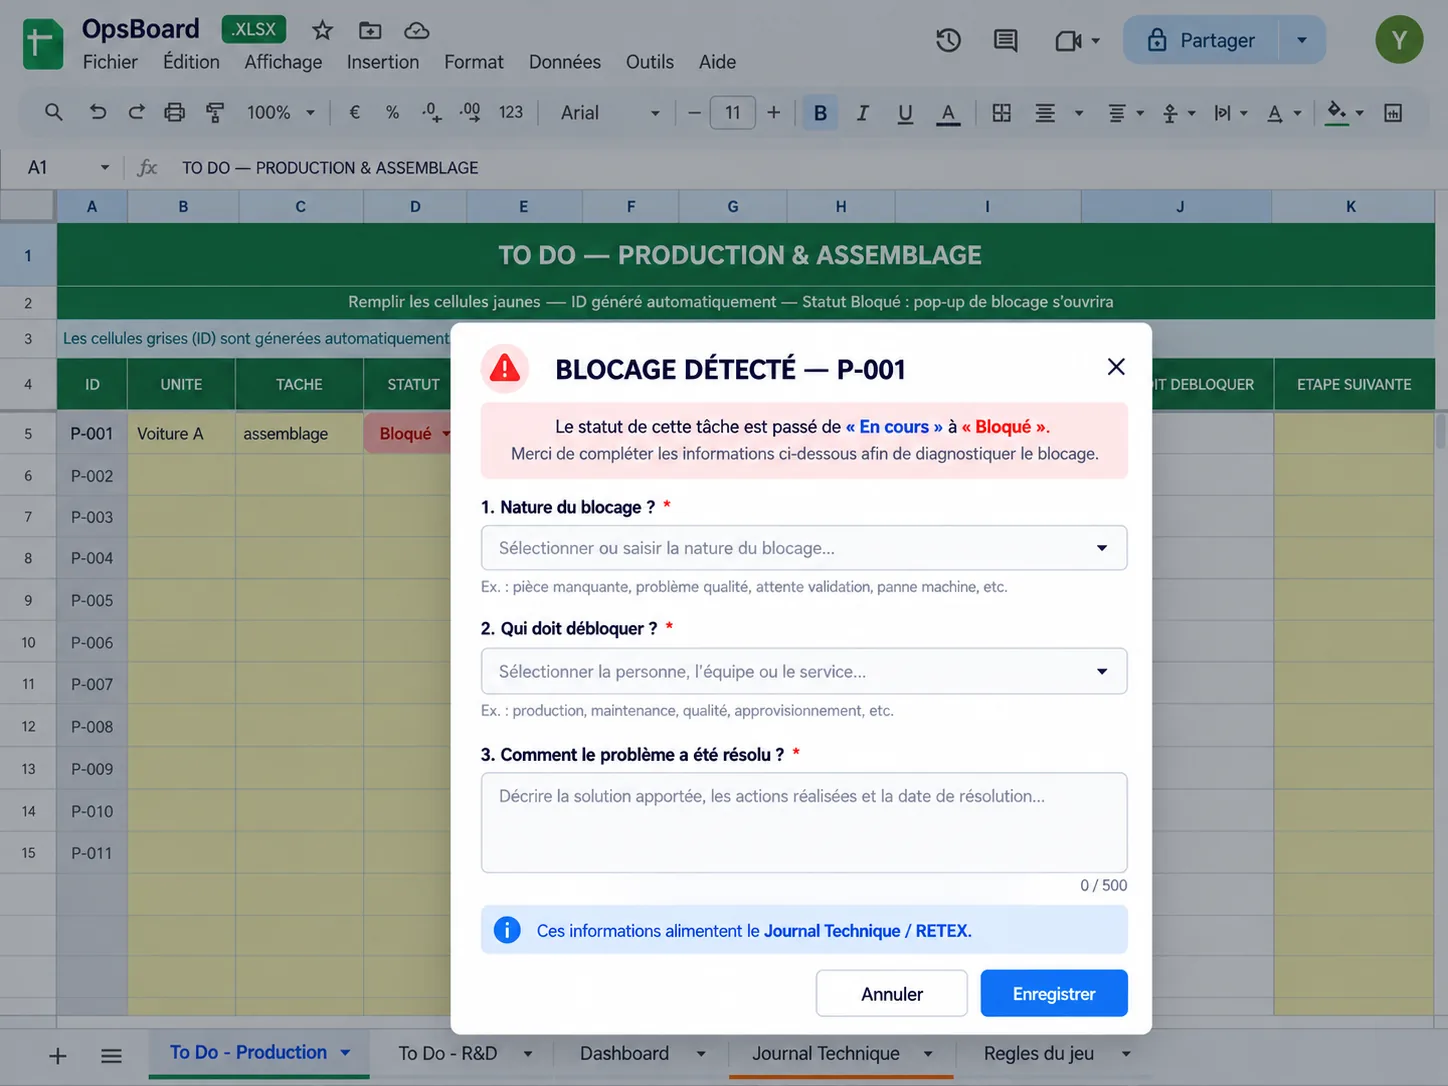 OpsBoard .XLSX
Fichier Édition Affichage Insertion Format Données Outils Aide
Partager
Y
100% € % .0 .00 123 Arial 11 B I U A A
A1 fx TO DO — PRODUCTION & ASSEMBLAGE
A B C D E F G H I J K
1 TO DO — PRODUCTION & ASSEMBLAGE
2 Remplir les cellules jaunes — ID généré automatiquement — Statut Bloqué : pop-up de blocage s'ouvrira
3 Les cellules grises (ID) sont génerées automatiquement
4 ID UNITE TACHE STATUT IT DEBLOQUER ETAPE SUIVANTE
5 P-001 Voiture A assemblage Bloqué
6 P-002
7 P-003
8 P-004
9 P-005
10 P-006
11 P-007
12 P-008
13 P-009
14 P-010
15 P-011
BLOCAGE DÉTECTÉ — P-001
Le statut de cette tâche est passé de « En cours » à « Bloqué ».
Merci de compléter les informations ci-dessous afin de diagnostiquer le blocage.
1. Nature du blocage ? *
Sélectionner ou saisir la nature du blocage...
Ex. : pièce manquante, problème qualité, attente validation, panne machine, etc.
2. Qui doit débloquer ? *
Sélectionner la personne, l'équipe ou le service...
Ex. : production, maintenance, qualité, approvisionnement, etc.
3. Comment le problème a été résolu ? *
Décrire la solution apportée, les actions réalisées et la date de résolution...
0 / 500
Ces informations alimentent le Journal Technique / RETEX.
Annuler Enregistrer
To Do - Production To Do - R&D Dashboard Journal Technique Regles du jeu